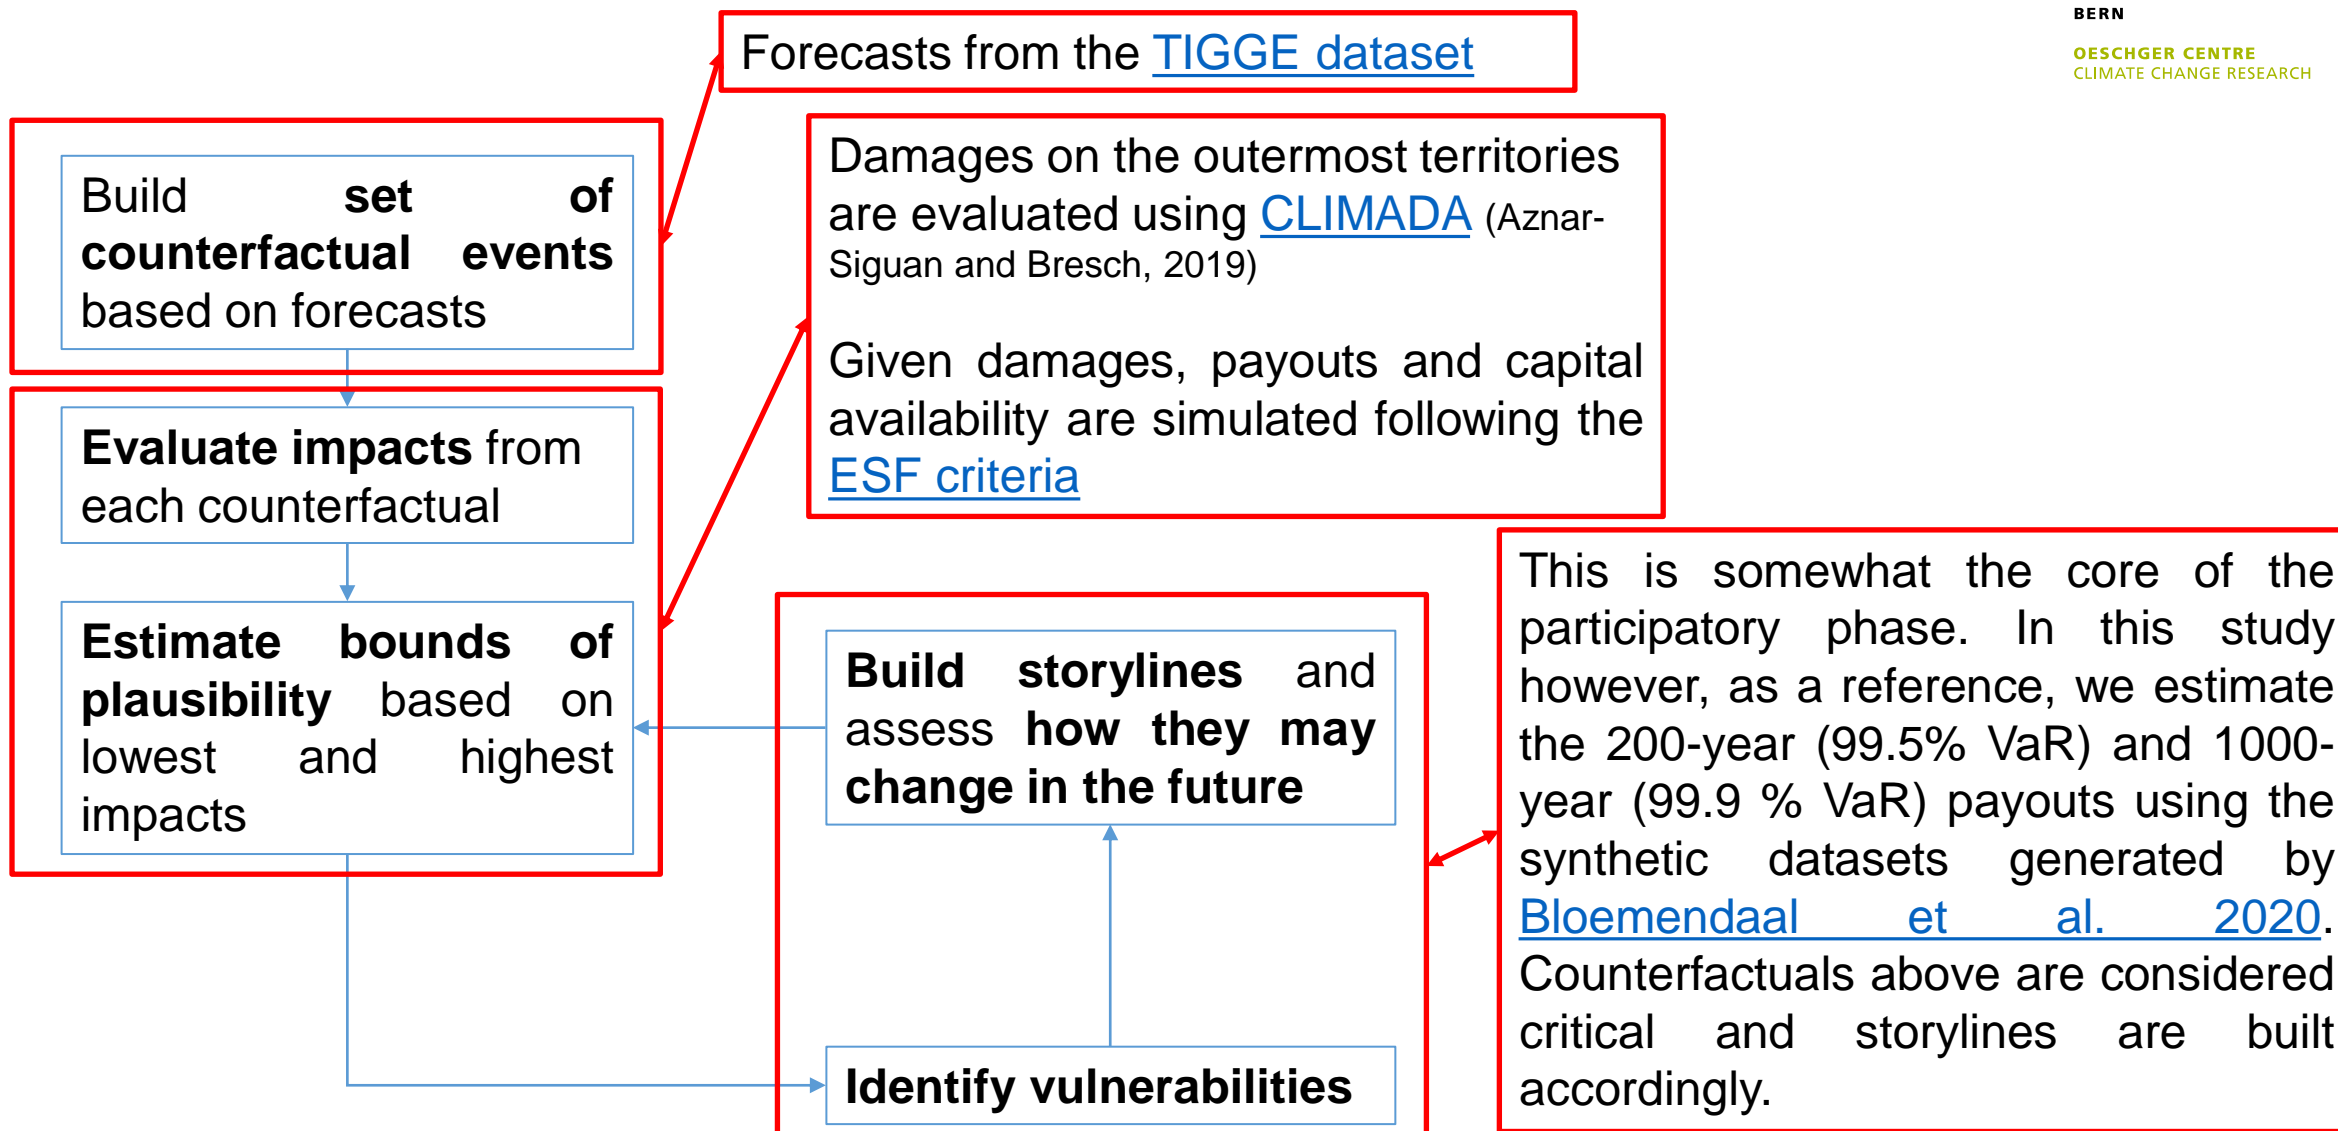 BERN
OESCHGER CENTRE
CLIMATE CHANGE RESEARCH
Forecasts from the TIGGE dataset
Build set of
counterfactual events
based on forecasts
Damages on the outermost territories
are evaluated using CLIMADA (Aznar-
Siguan and Bresch, 2019)
Given damages, payouts and capital
availability are simulated following the
ESF criteria
Evaluate impacts from
each counterfactual
Estimate bounds of
plausibility based on
lowest and highest
impacts
Build storylines and
assess how they may
change in the future
Identify vulnerabilities
This is somewhat the core of the
participatory phase. In this study
however, as a reference, we estimate
the 200-year (99.5% VaR) and 1000-
year (99.9 % VaR) payouts using the
synthetic datasets generated by
Bloemendaal et al. 2020.
Counterfactuals above are considered
critical and storylines are built
accordingly.